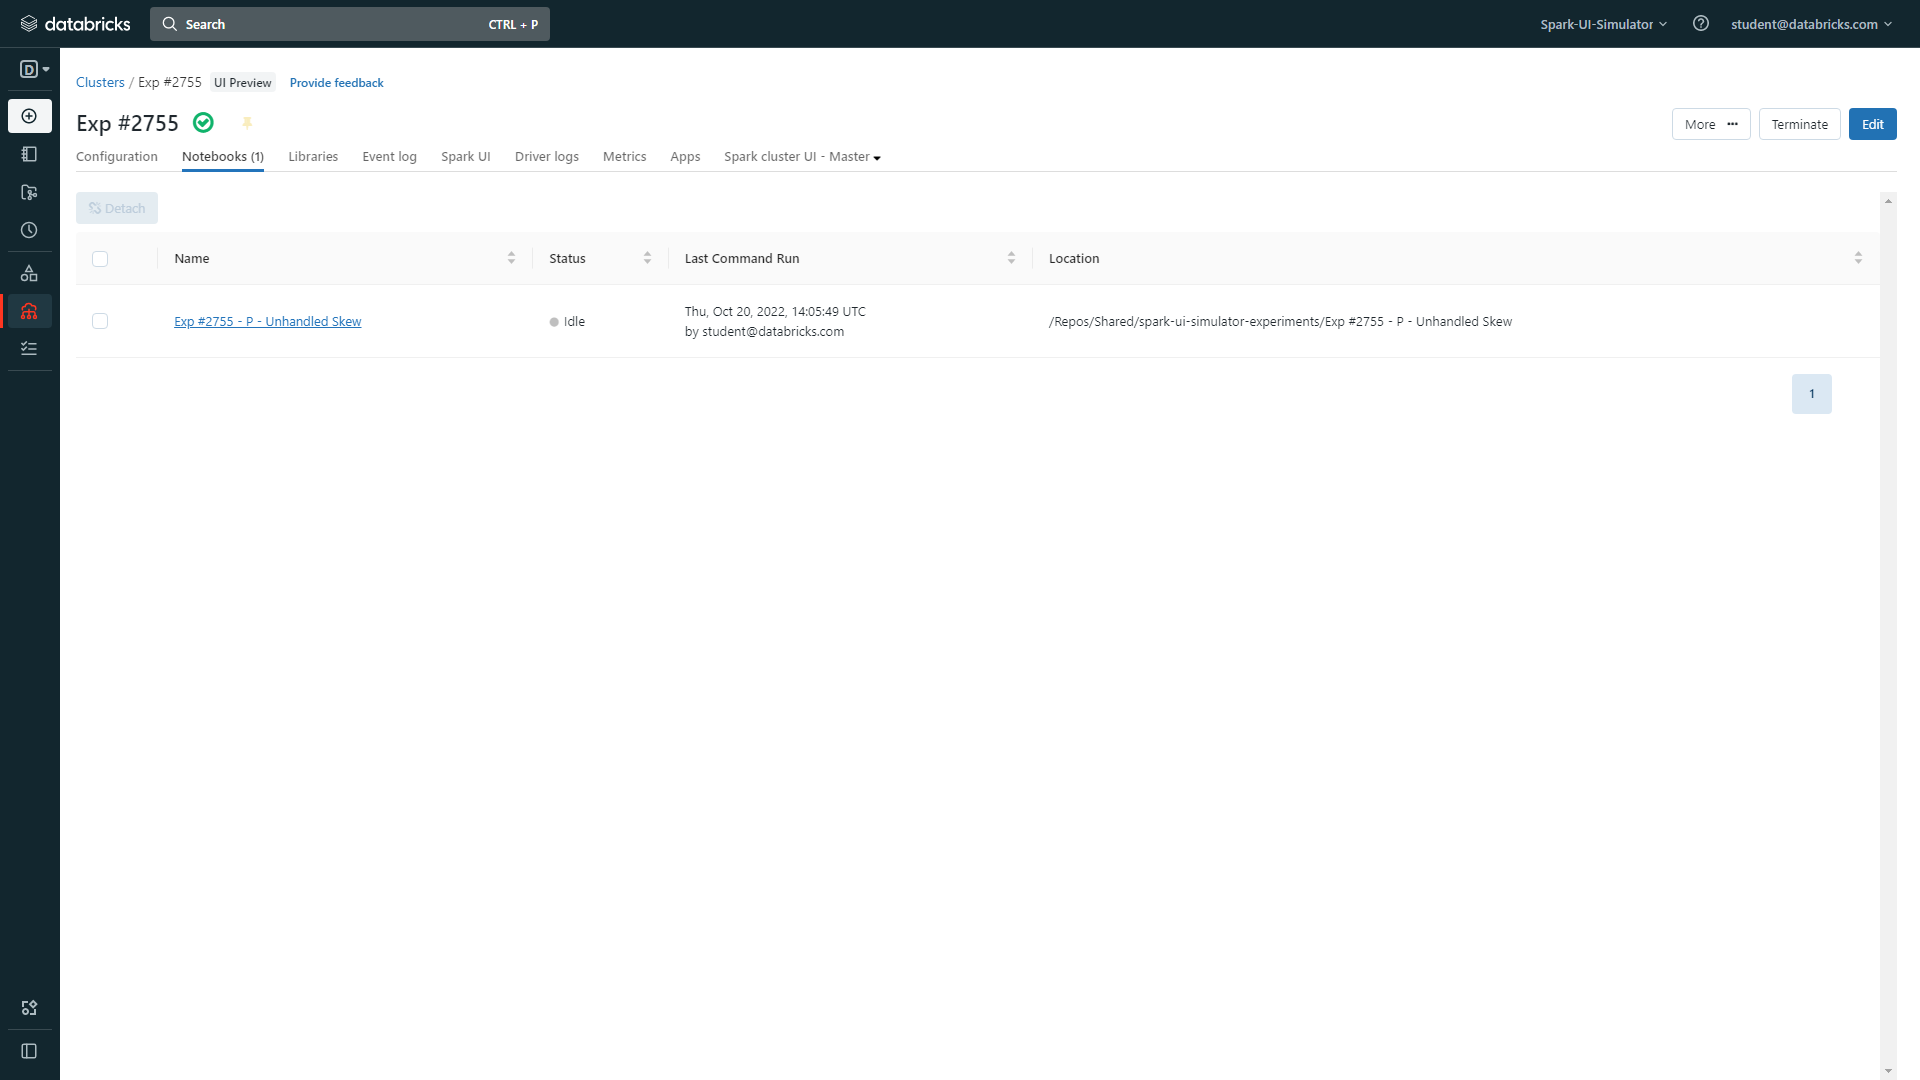 databricks Search CTRL + P Spark-UI-Simulator student@databricks.com
D
Clusters / Exp #2755 UI Preview Provide feedback
Exp #2755 More ··· Terminate Edit
Configuration Notebooks (1) Libraries Event log Spark UI Driver logs Metrics Apps Spark cluster UI - Master
Detach
Name Status Last Command Run Location
Exp #2755 - P - Unhandled Skew Idle Thu, Oct 20, 2022, 14:05:49 UTC /Repos/Shared/spark-ui-simulator-experiments/Exp #2755 - P - Unhandled Skew
by student@databricks.com
1